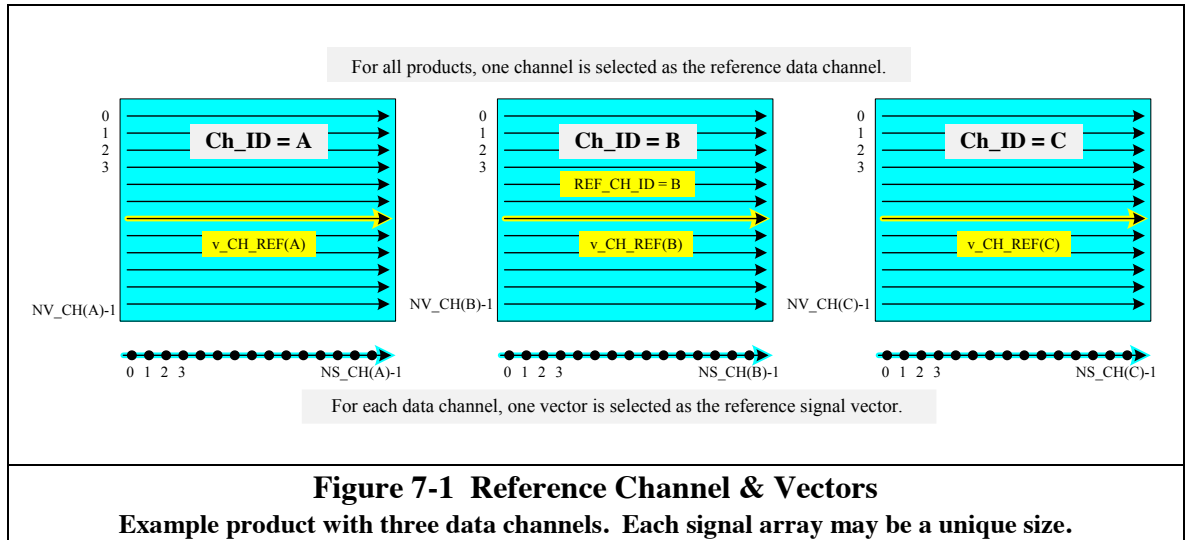 For all products, one channel is selected as the reference data channel.
0
1
2
3
Ch_ID = A
v_CH_REF(A)
NV_CH(A)-1
0 1 2 3 NS_CH(A)-1
0
1
2
3
Ch_ID = B
REF_CH_ID = B
v_CH_REF(B)
NV_CH(B)-1
0 1 2 3 NS_CH(B)-1
0
1
2
3
Ch_ID = C
v_CH_REF(C)
NV_CH(C)-1
0 1 2 3 NS_CH(C)-1
For each data channel, one vector is selected as the reference signal vector.
Figure 7-1 Reference Channel & Vectors
Example product with three data channels. Each signal array may be a unique size.